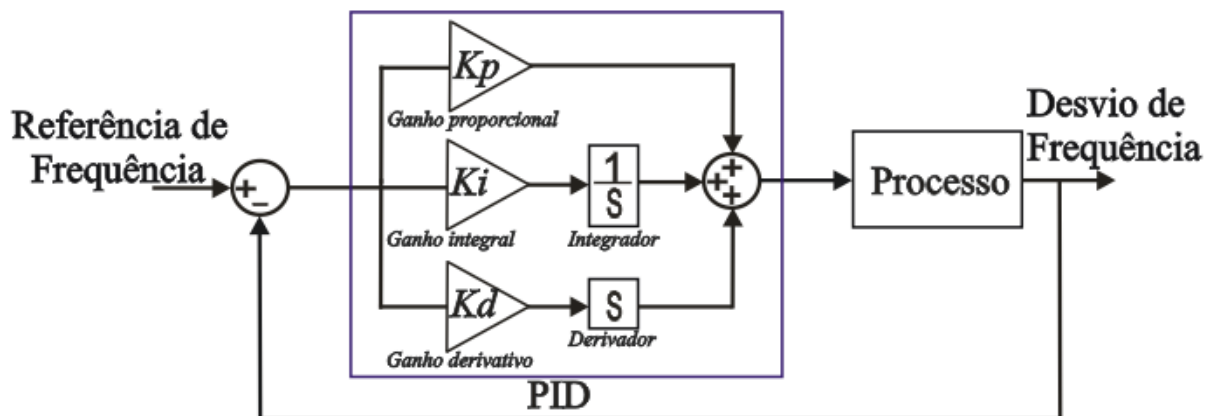 Kp
Ganho proporcional
Referência de
Frequência
+
−
Ki
Ganho integral
1
S
Integrador
+
+
+
Processo
Desvio de
Frequência
Kd
Ganho derivativo
S
Derivador
PID